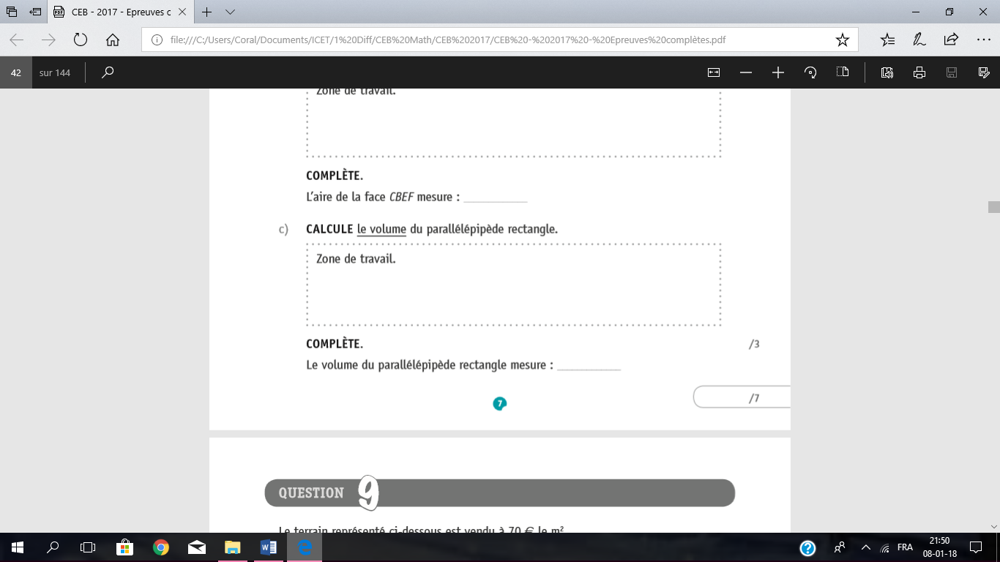 CEB - 2017 - Epreuves c
file:///C:/Users/Coral/Documents/ICET/1%20Diff/CEB%20Math/CEB%202017/CEB%20-%202017%20-%20Epreuves%20complètes.pdf
42 sur 144
Zone de travail.
COMPLÈTE.
L'aire de la face CBEF mesure :
c) CALCULE le volume du parallélépipède rectangle.
Zone de travail.
COMPLÈTE.
/3
Le volume du parallélépipède rectangle mesure :
7
/7
QUESTION 9
Le terrain représenté ci-dessous est vendu à 70 € le m²
FRA
21:50
08-01-18